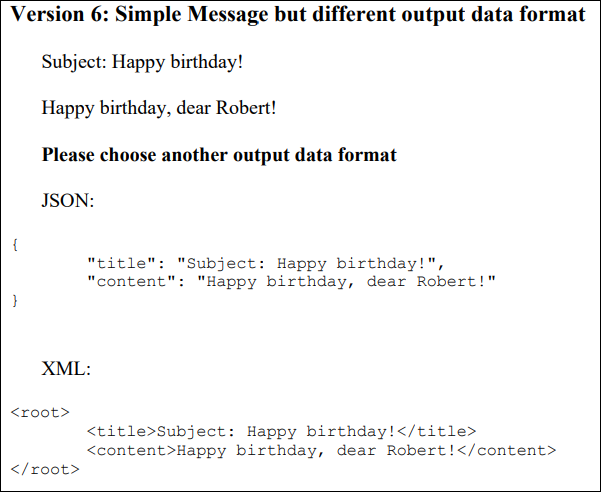 Version 6: Simple Message but different output data format
Subject: Happy birthday!
Happy birthday, dear Robert!
Please choose another output data format
JSON:
{
        "title": "Subject: Happy birthday!",
        "content": "Happy birthday, dear Robert!"
}
XML:
<root>
        <title>Subject: Happy birthday!</title>
        <content>Happy birthday, dear Robert!</content>
</root>